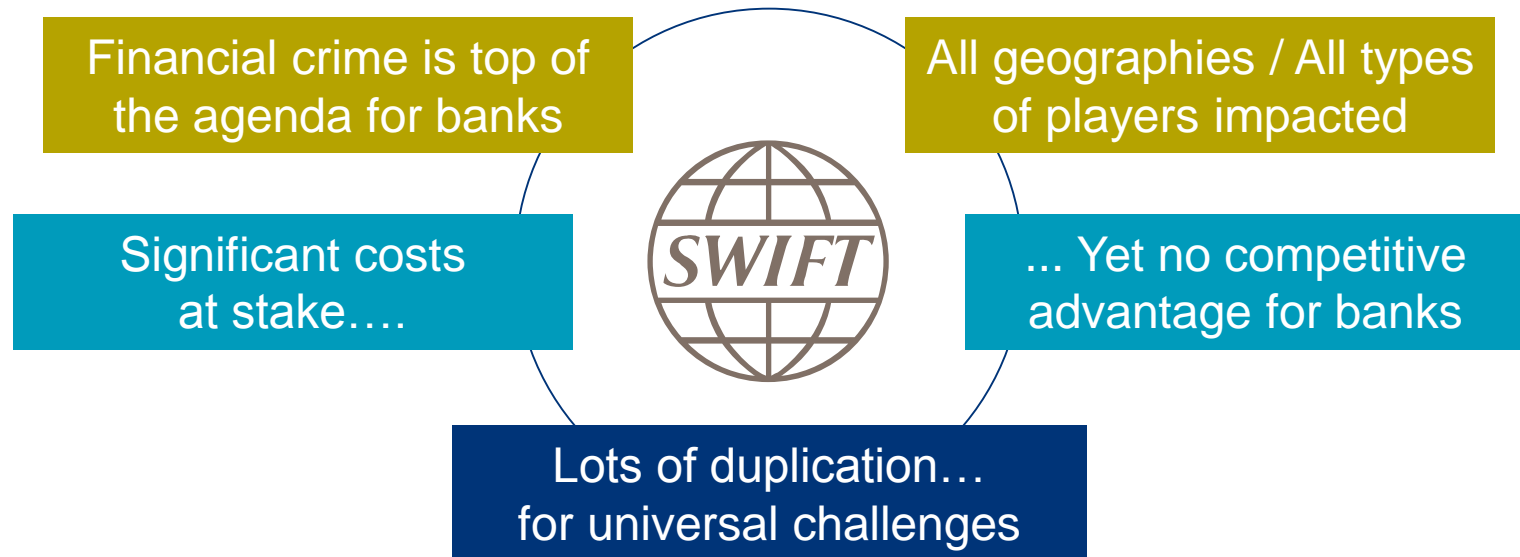 Financial crime is top of
the agenda for banks
All geographies / All types
of players impacted
SWIFT
Significant costs
at stake….
... Yet no competitive
advantage for banks
Lots of duplication…
for universal challenges